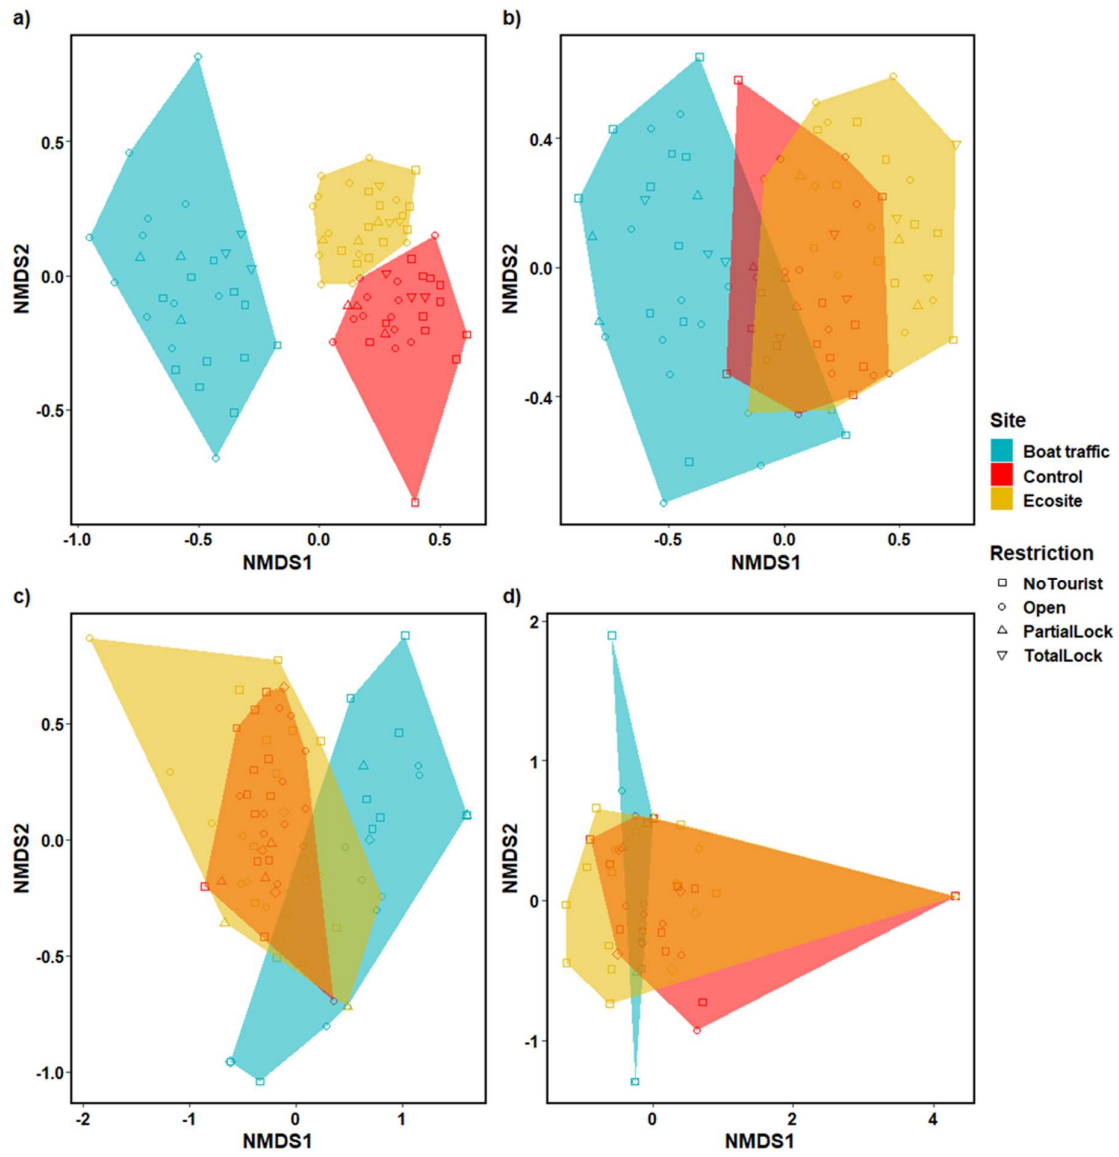 a)
0.5
0.0
-0.5
NMDS2
-1.0 -0.5 0.0 0.5
NMDS1
b)
0.4
0.0
-0.4
NMDS2
-0.5 0.0 0.5
NMDS1
Site
Boat traffic
Control
Ecosite
Restriction
NoTourist
Open
PartialLock
TotalLock
c)
0.5
0.0
-0.5
-1.0
NMDS2
-2 -1 0 1
NMDS1
d)
2
1
0
-1
NMDS2
0 2 4
NMDS1